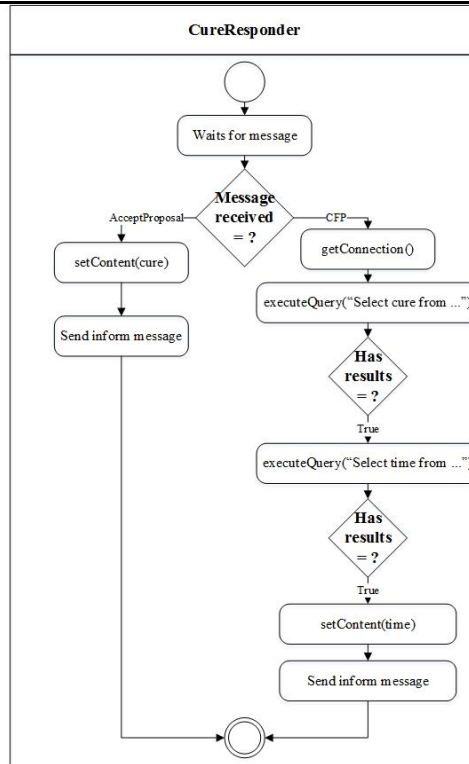 CureResponder
Waits for message
Message
received
= ?
AcceptProposal
CFP
setContent(cure)
getConnection()
Send inform message
executeQuery("Select cure from ...")
Has
results
= ?
True
executeQuery("Select time from ...")
Has
results
= ?
True
setContent(time)
Send inform message